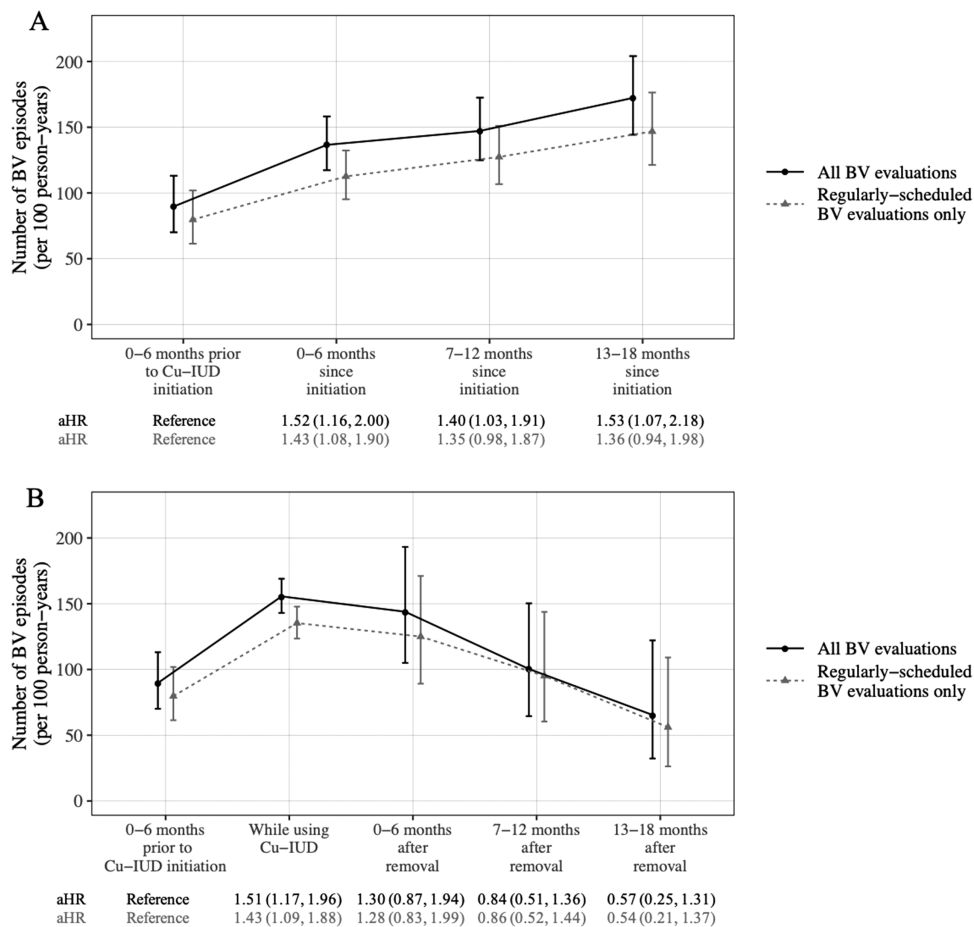 A
Number of BV episodes
(per 100 person−years)
200
150
100
50
0
0−6 months prior
to Cu−IUD
initiation
0−6 months
since
initiation
7−12 months
since
initiation
13−18 months
since
initiation
All BV evaluations
Regularly−scheduled
BV evaluations only
aHR Reference 1.52 (1.16, 2.00) 1.40 (1.03, 1.91) 1.53 (1.07, 2.18)
aHR Reference 1.43 (1.08, 1.90) 1.35 (0.98, 1.87) 1.36 (0.94, 1.98)
B
Number of BV episodes
(per 100 person−years)
200
150
100
50
0
0−6 months
prior to
Cu−IUD initiation
While using
Cu−IUD
0−6 months
after
removal
7−12 months
after
removal
13−18 months
after
removal
All BV evaluations
Regularly−scheduled
BV evaluations only
aHR Reference 1.51 (1.17, 1.96) 1.30 (0.87, 1.94) 0.84 (0.51, 1.36) 0.57 (0.25, 1.31)
aHR Reference 1.43 (1.09, 1.88) 1.28 (0.83, 1.99) 0.86 (0.52, 1.44) 0.54 (0.21, 1.37)